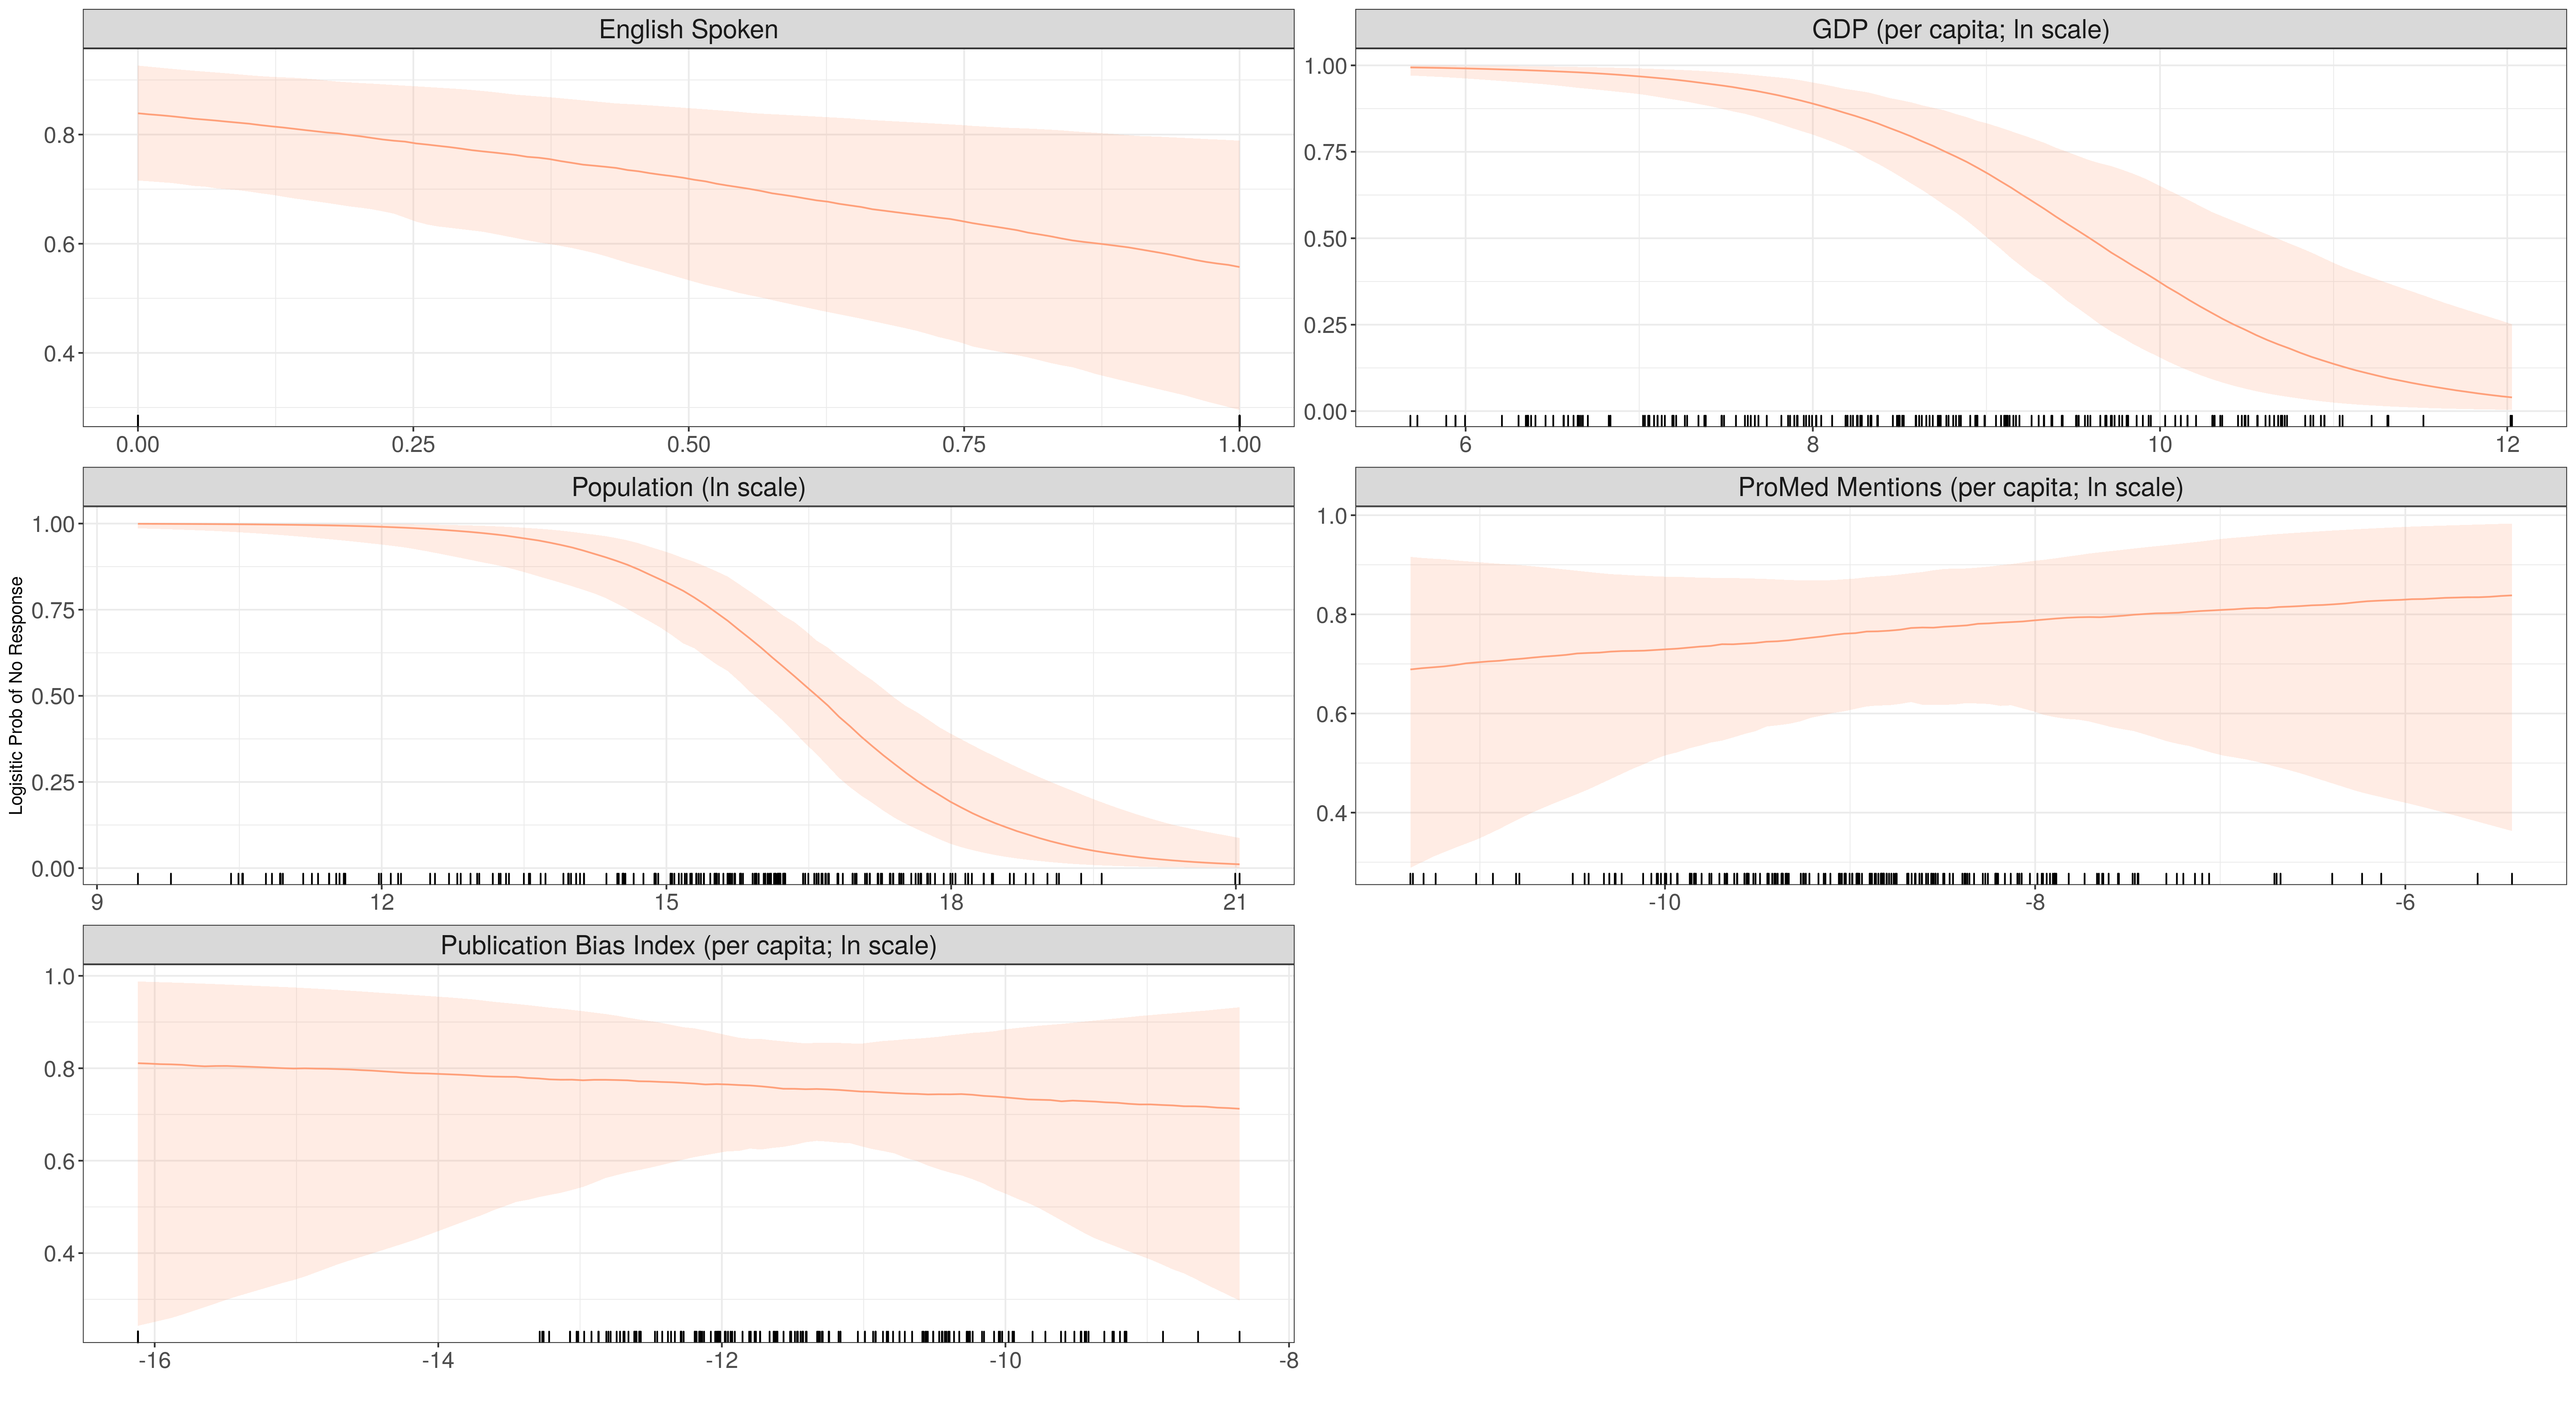 English Spoken
0.8
0.6
0.4
0.00 0.25 0.50 0.75 1.00
GDP (per capita; ln scale)
1.00
0.75
0.50
0.25
0.00
6 8 10 12
Logisitic Prob of No Response
Population (ln scale)
1.00
0.75
0.50
0.25
0.00
9 12 15 18 21
ProMed Mentions (per capita; ln scale)
1.0
0.8
0.6
0.4
-10 -8 -6
Publication Bias Index (per capita; ln scale)
1.0
0.8
0.6
0.4
-16 -14 -12 -10 -8